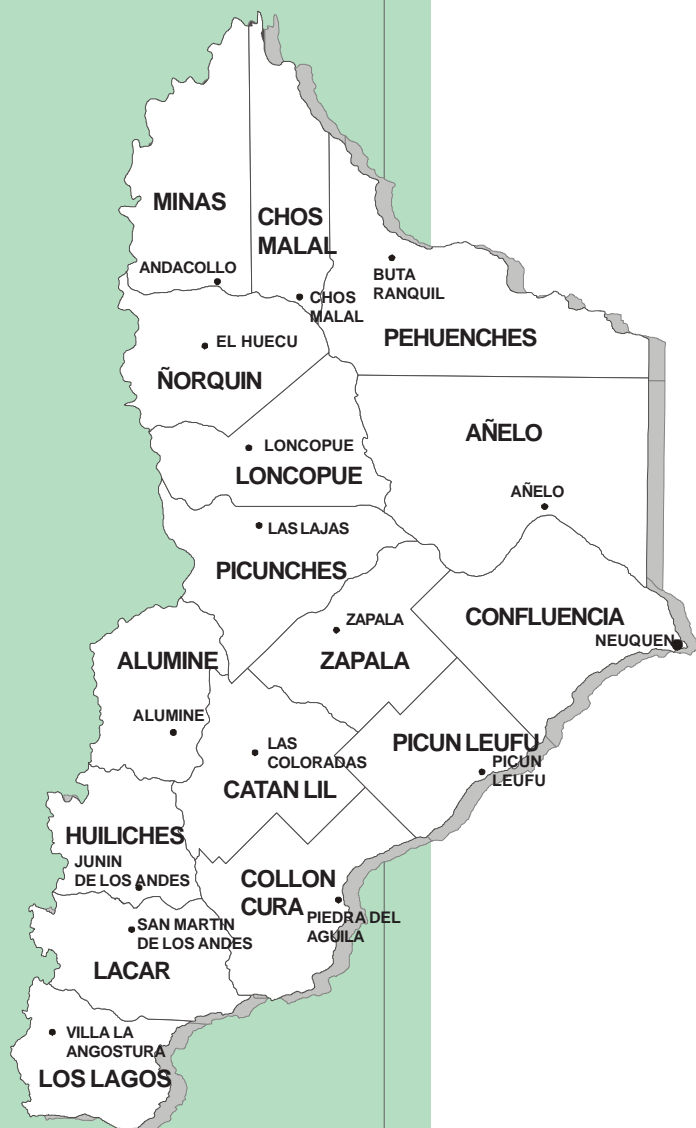 MINAS
CHOS
MALAL
ANDACOLLO
BUTA
RANQUIL
CHOS
MALAL
PEHUENCHES
EL HUECU
ÑORQUIN
AÑELO
LONCOPUE
LONCOPUE
AÑELO
LAS LAJAS
PICUNCHES
CONFLUENCIA
ZAPALA
NEUQUEN
ALUMINE
ZAPALA
ALUMINE
PICUN LEUFU
LAS
COLORADAS
PICUN
LEUFU
CATAN LIL
HUILICHES
JUNIN
DE LOS ANDES
COLLON
CURA
PIEDRA DEL
AGUILA
SAN MARTIN
DE LOS ANDES
LACAR
VILLA LA
ANGOSTURA
LOS LAGOS